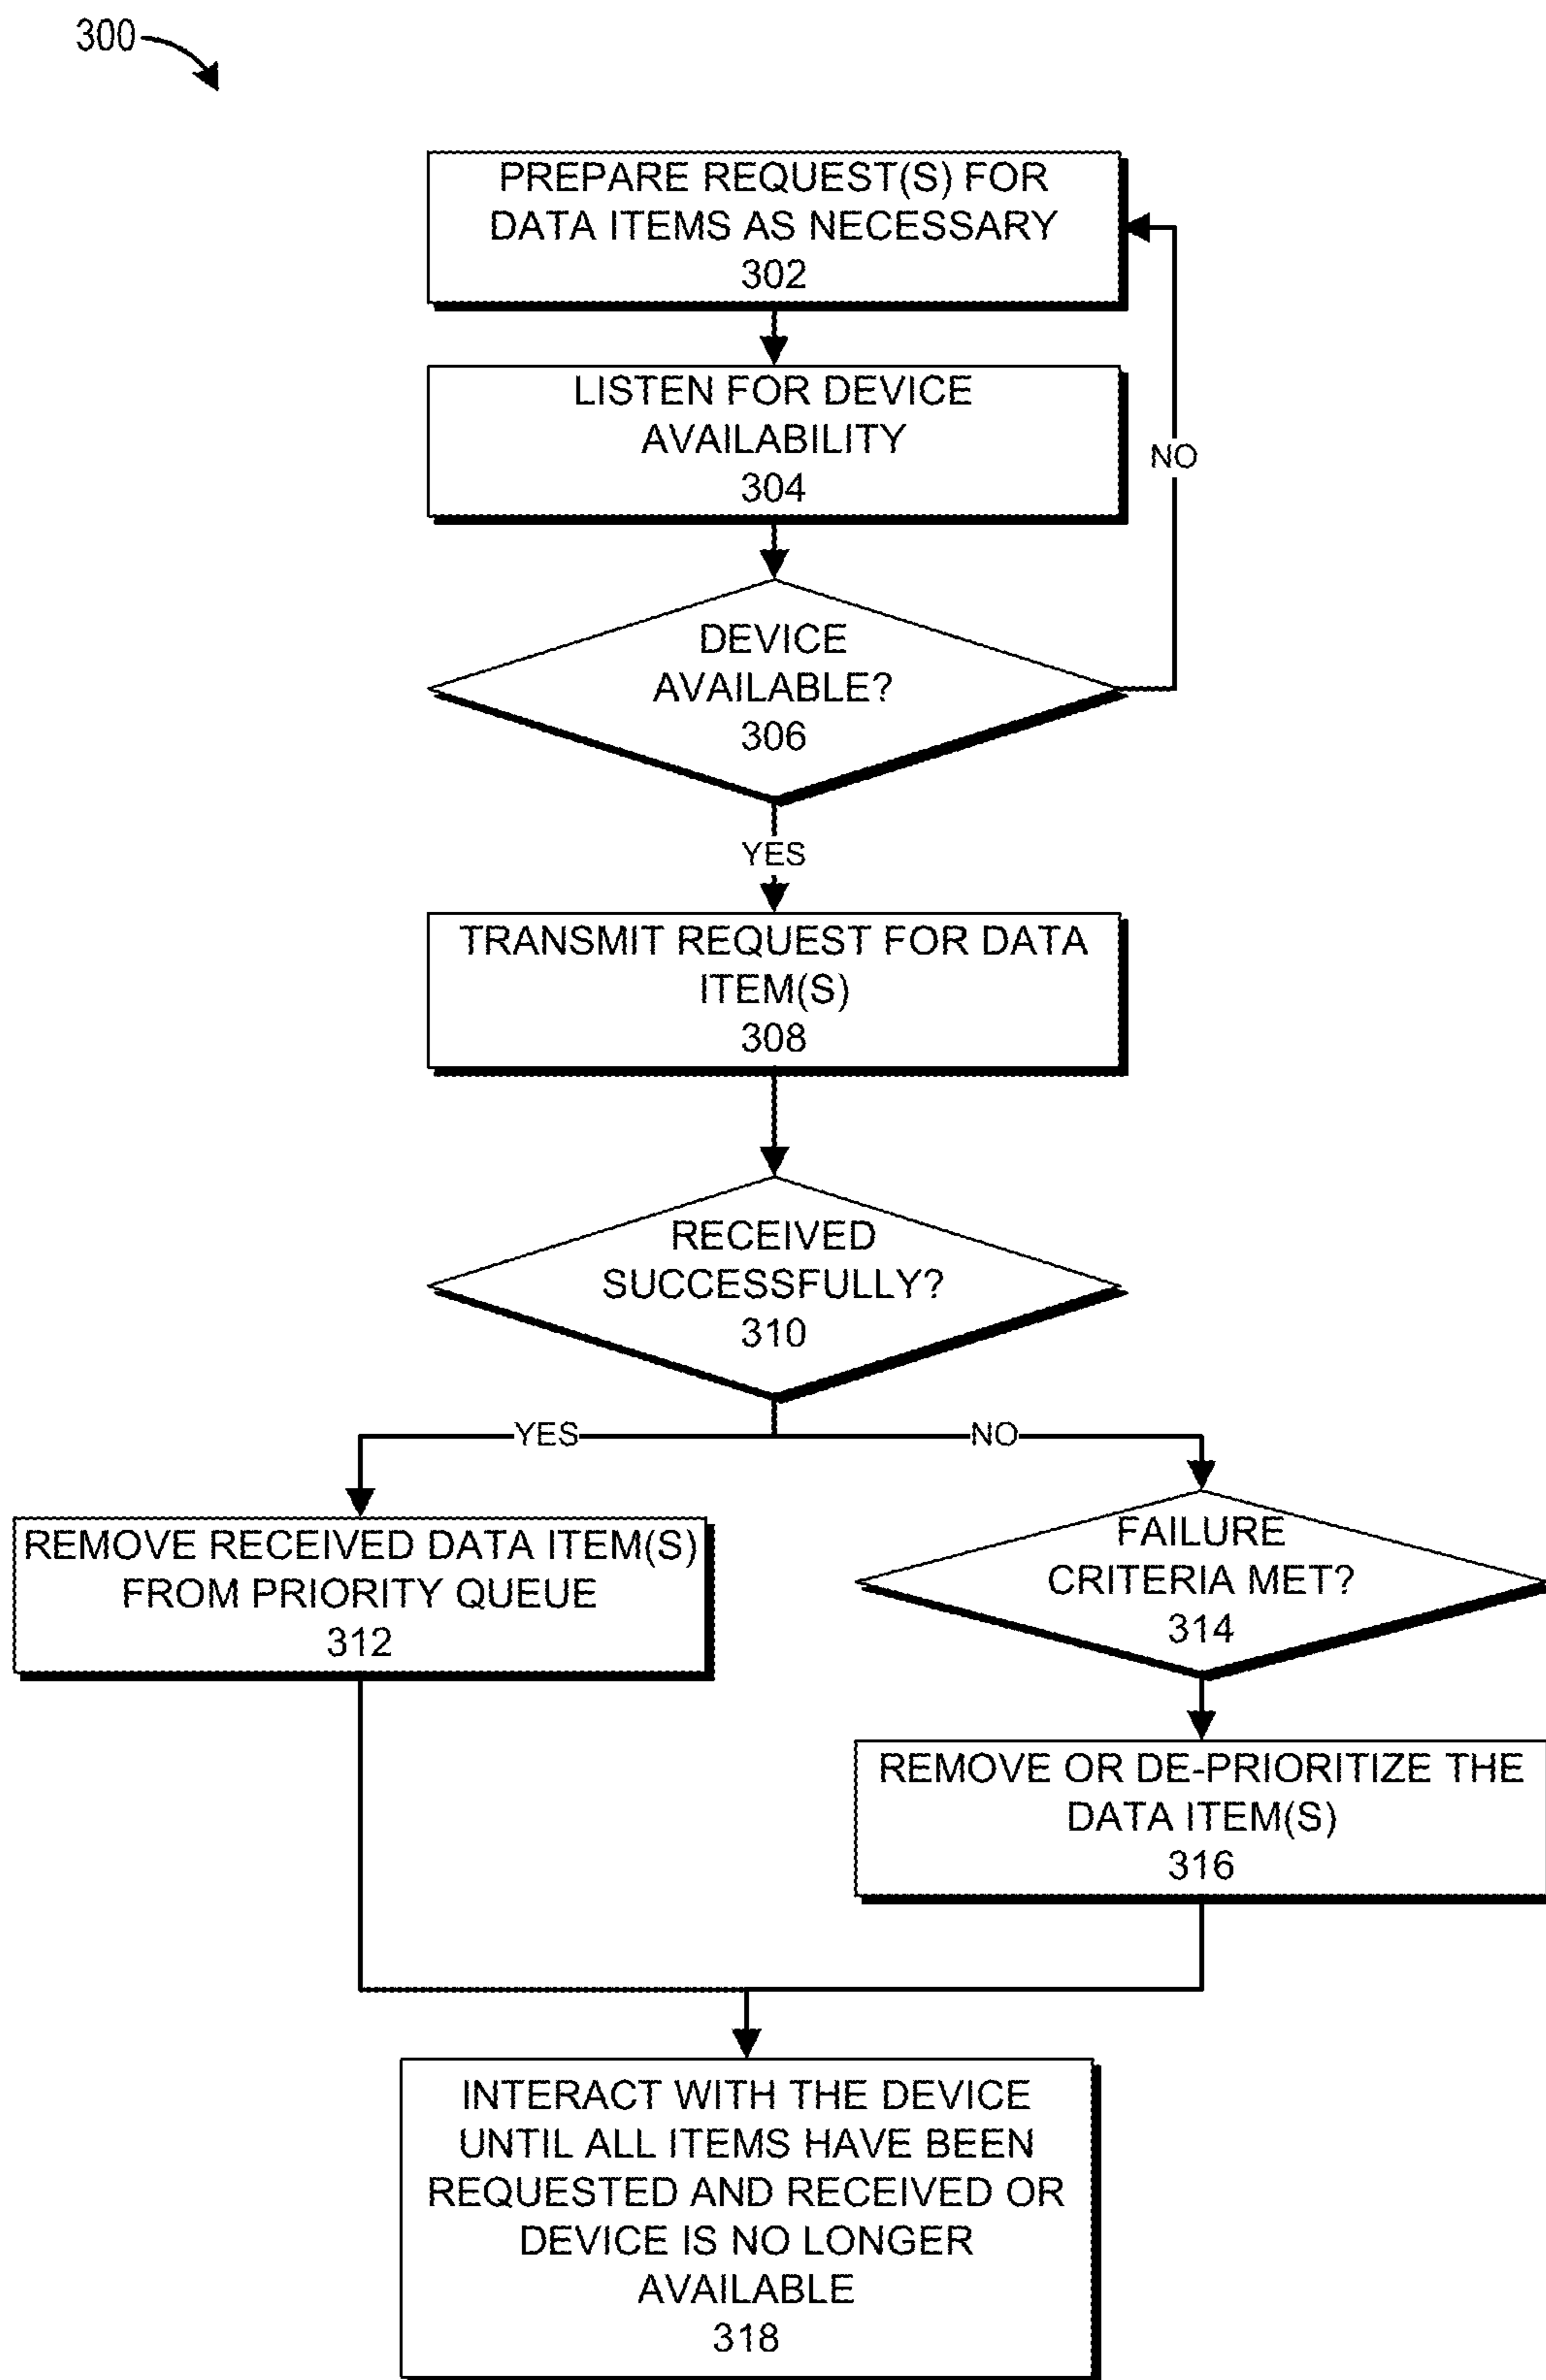 300
PREPARE REQUEST(S) FOR
DATA ITEMS AS NECESSARY
302
LISTEN FOR DEVICE
AVAILABILITY
304
NO
DEVICE
AVAILABLE?
306
YES
TRANSMIT REQUEST FOR DATA
ITEM(S)
308
RECEIVED
SUCCESSFULLY?
310
YES
NO
REMOVE RECEIVED DATA ITEM(S)
FROM PRIORITY QUEUE
312
FAILURE
CRITERIA MET?
314
REMOVE OR DE-PRIORITIZE THE
DATA ITEM(S)
316
INTERACT WITH THE DEVICE
UNTIL ALL ITEMS HAVE BEEN
REQUESTED AND RECEIVED OR
DEVICE IS NO LONGER
AVAILABLE
318